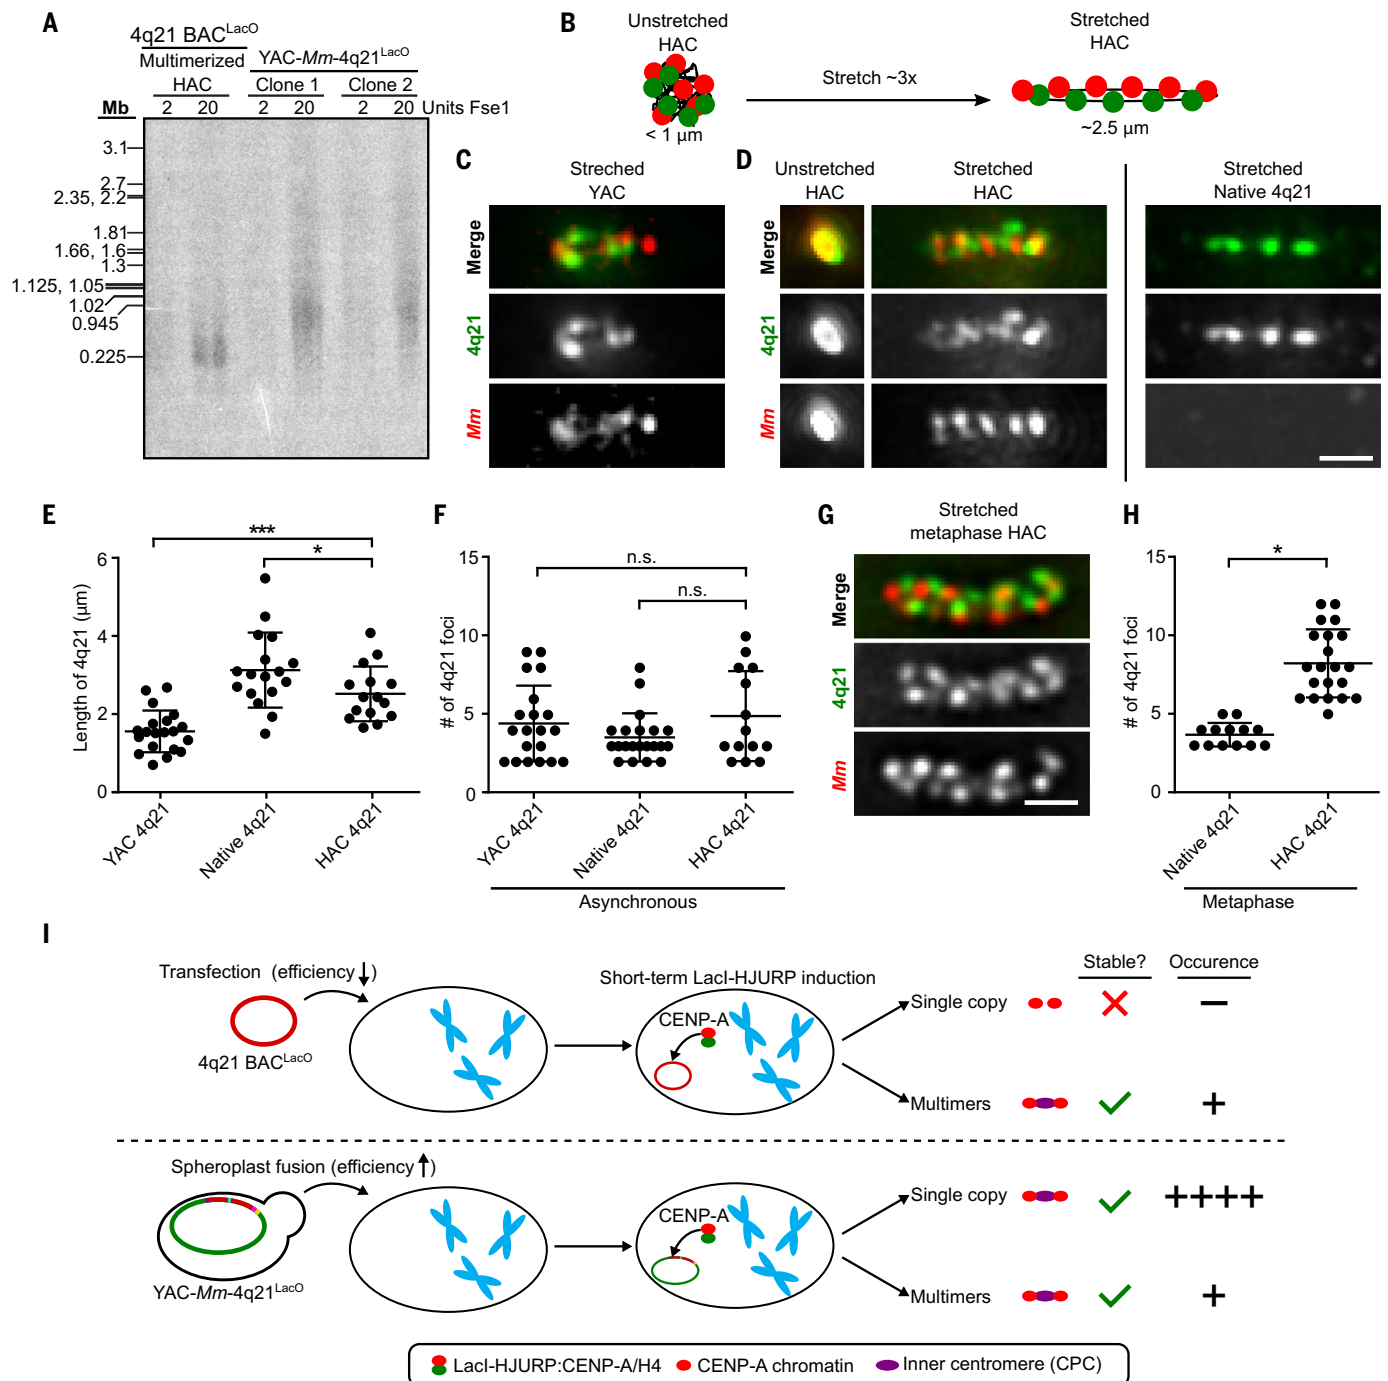 A
4q21 BAC^LacO
Multimerized
HAC
YAC-Mm-4q21^LacO
Clone 1
Clone 2
Mb
2 20 2 20 2 20 Units Fse1
3.1
2.7
2.35, 2.2
1.81
1.66, 1.6
1.3
1.125, 1.05
1.02
0.945
0.225
B
Unstretched
HAC
< 1 µm
Stretch ~3x
Stretched
HAC
~2.5 µm
C
Streched
YAC
Merge
4q21
Mm
D
Unstretched
HAC
Stretched
HAC
Stretched
Native 4q21
Merge
4q21
Mm
E
Length of 4q21 (µm)
6
4
2
0
***
*
YAC 4q21
Native 4q21
HAC 4q21
F
# of 4q21 foci
15
10
5
0
n.s.
n.s.
YAC 4q21
Native 4q21
HAC 4q21
Asynchronous
G
Stretched
metaphase HAC
Merge
4q21
Mm
H
# of 4q21 foci
15
10
5
0
*
Native 4q21
HAC 4q21
Metaphase
I
Transfection (efficiency ↓)
4q21 BAC^LacO
Short-term LacI-HJURP induction
CENP-A
Stable? Occurence
Single copy −
Multimers +
Spheroplast fusion (efficiency ↑)
YAC-Mm-4q21^LacO
CENP-A
Single copy ++++
Multimers +
LacI-HJURP:CENP-A/H4 CENP-A chromatin Inner centromere (CPC)